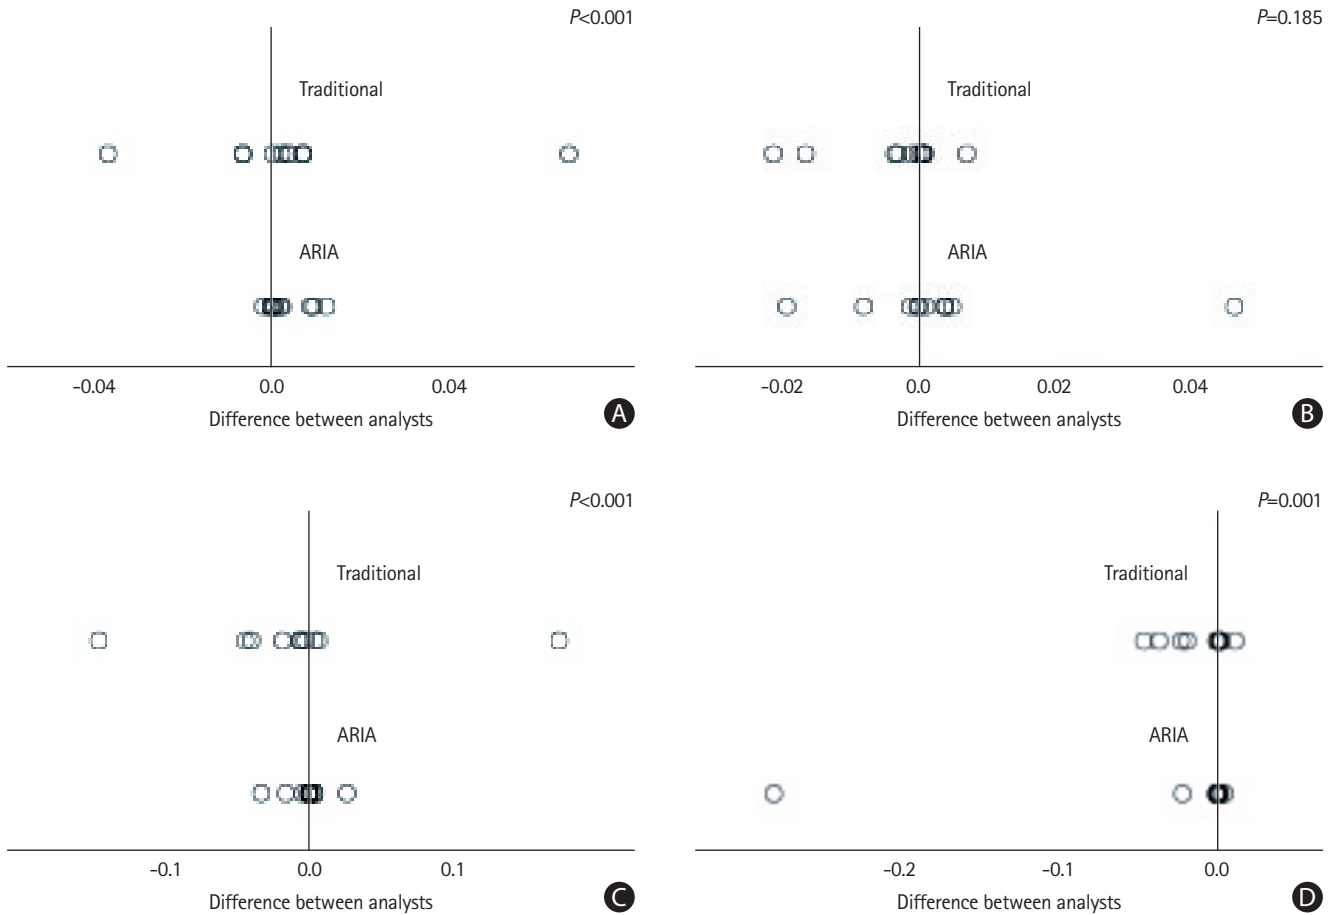 P<0.001
Traditional
ARIA
-0.04 0.0 0.04
Difference between analysts
A
P=0.185
Traditional
ARIA
-0.02 0.0 0.02 0.04
Difference between analysts
B
P<0.001
Traditional
ARIA
-0.1 0.0 0.1
Difference between analysts
C
P=0.001
Traditional
ARIA
-0.2 -0.1 0.0
Difference between analysts
D